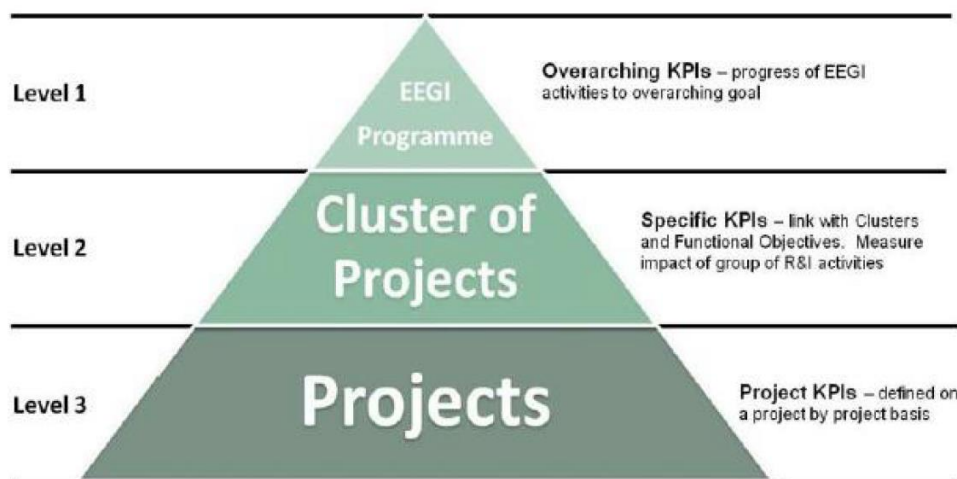 Level 1
EEGI
Programme
Overarching KPIs – progress of EEGI
activities to overarching goal
Level 2
Cluster of
Projects
Specific KPIs – link with Clusters
and Functional Objectives. Measure
impact of group of R&I activities
Level 3
Projects
Project KPIs – defined on
a project by project basis